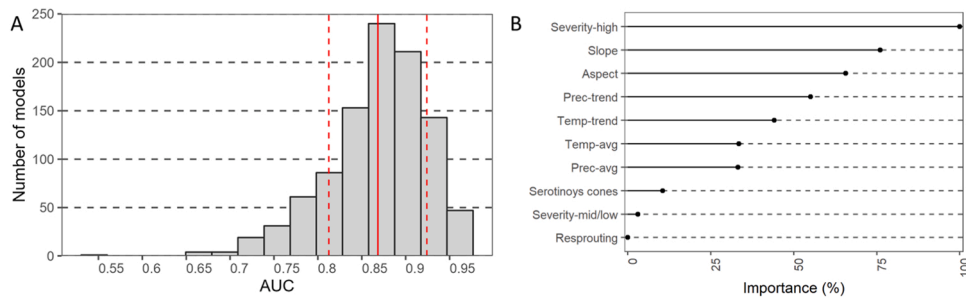 A
Number of models
250
200
150
100
50
0
0.55 0.6 0.65 0.7 0.75 0.8 0.85 0.9 0.95
AUC
B
Severity-high
Slope
Aspect
Prec-trend
Temp-trend
Temp-avg
Prec-avg
Serotinoys cones
Severity-mid/low
Resprouting
0 25 50 75 100
Importance (%)